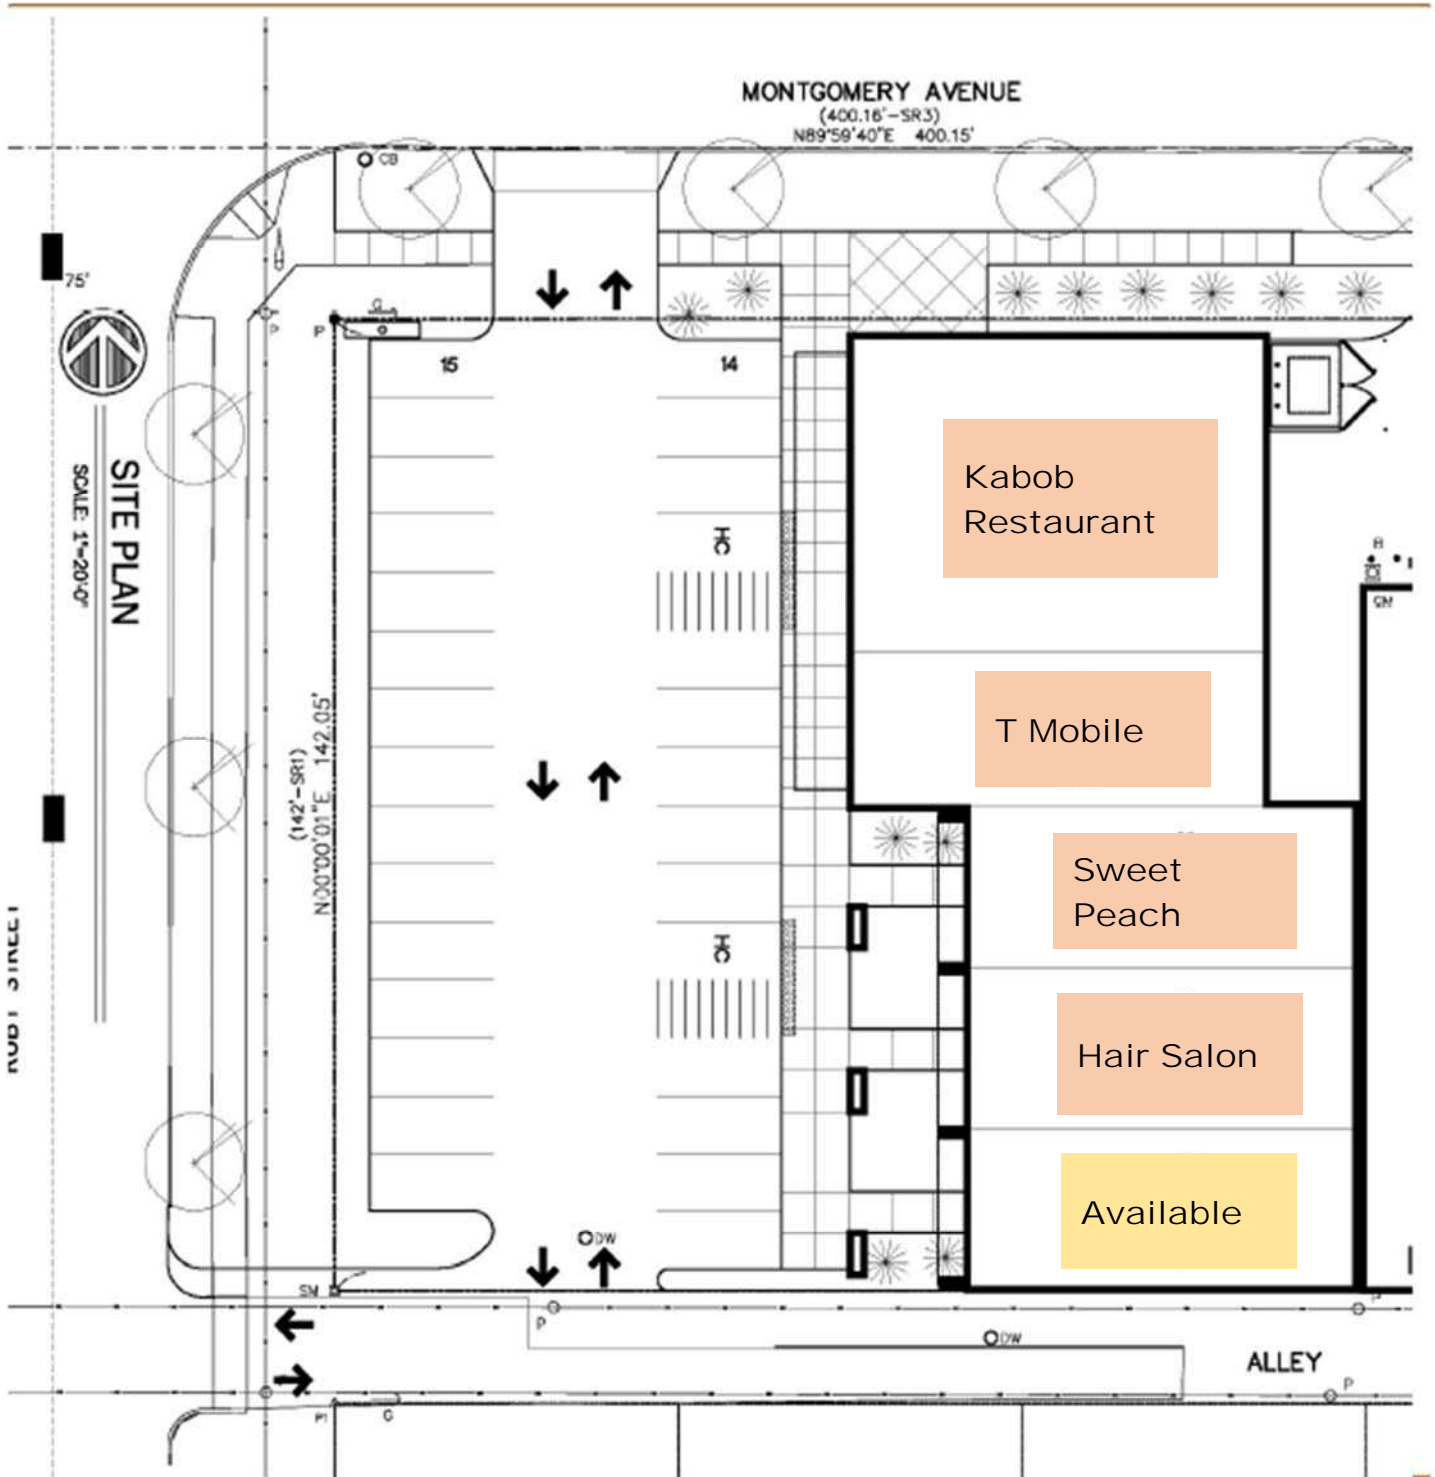 MONTGOMERY AVENUE
(400.16'-SR3)
N89°59'40"E 400.15'
CB
75'
G
P
P
15
14
SITE PLAN
SCALE: 1"=20'-0"
HC
Kabob
Restaurant
B
GM
T Mobile
(142'-SR1)
N00°00'01"E 142.05'
Sweet
Peach
HC
STREET
Hair Salon
Available
DW
SM
P
P
DW
ALLEY
P
G